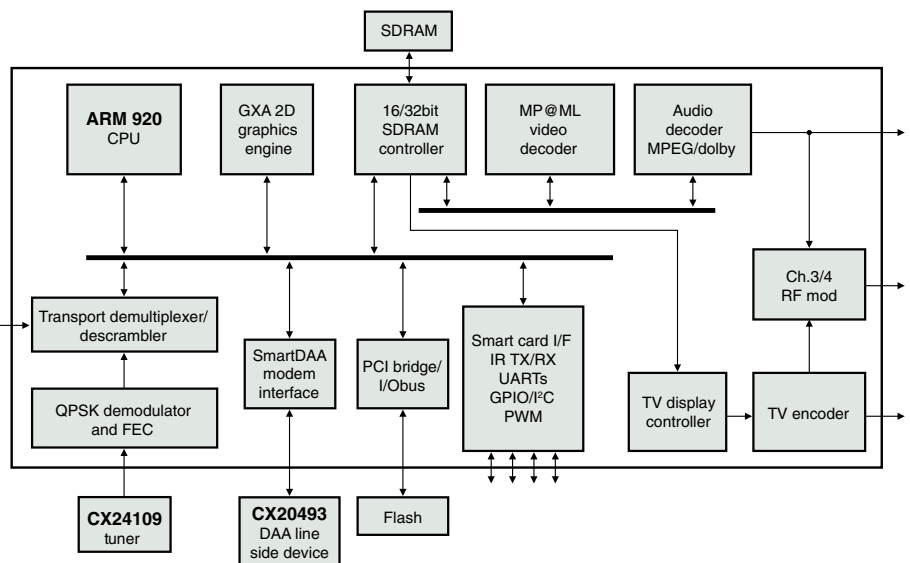 SDRAM
ARM 920
CPU
GXA 2D
graphics
engine
16/32bit
SDRAM
controller
MP@ML
video
decoder
Audio
decoder
MPEG/dolby
Transport demultiplexer/
descrambler
SmartDAA
modem
interface
PCI bridge/
I/Obus
Smart card I/F
IR TX/RX
UARTs
GPIO/I²C
PWM
Ch.3/4
RF mod
QPSK demodulator
and FEC
TV display
controller
TV encoder
CX24109
tuner
CX20493
DAA line
side device
Flash